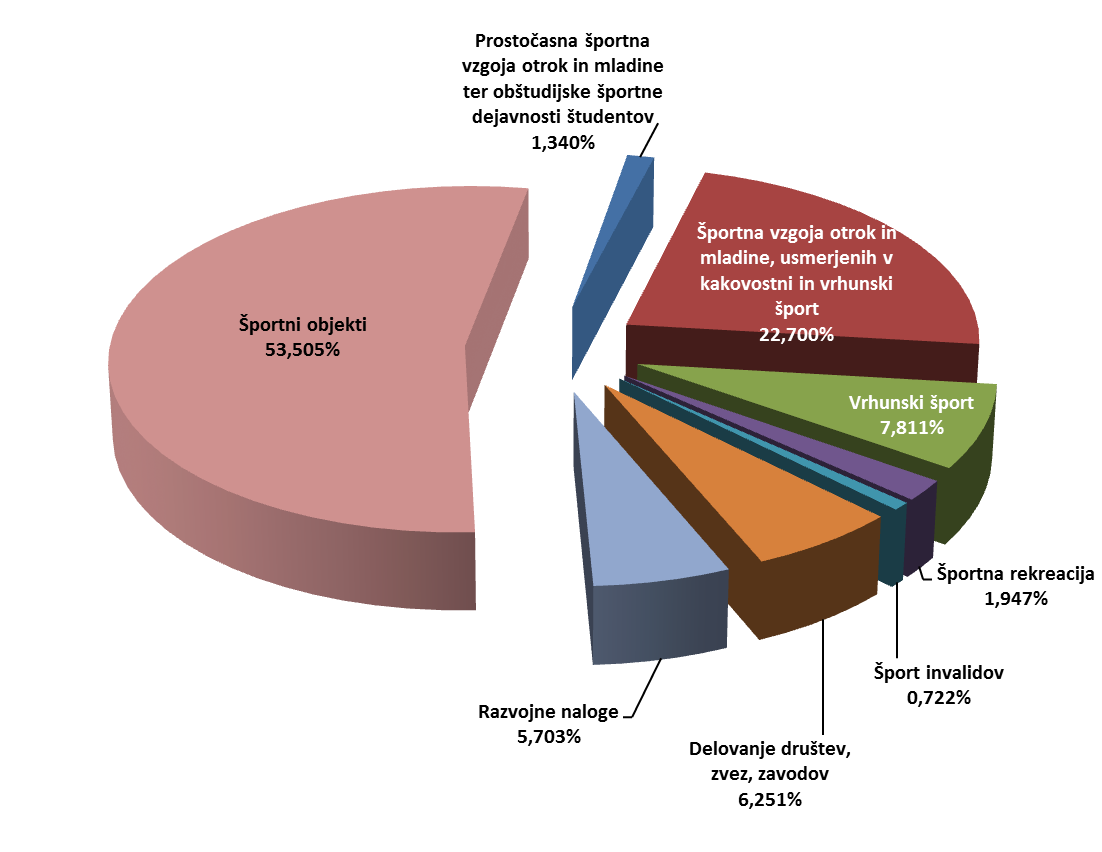 Prostočasna športna
vzgoja otrok in mladine
ter obštudijske športne
dejavnosti študentov
1,340%
Športna vzgoja otrok in
mladine, usmerjenih v
kakovostni in vrhunski
šport
22,700%
Športni objekti
53,505%
Vrhunski šport
7,811%
Športna rekreacija
1,947%
Šport invalidov
0,722%
Razvojne naloge
5,703%
Delovanje društev,
zvez, zavodov
6,251%